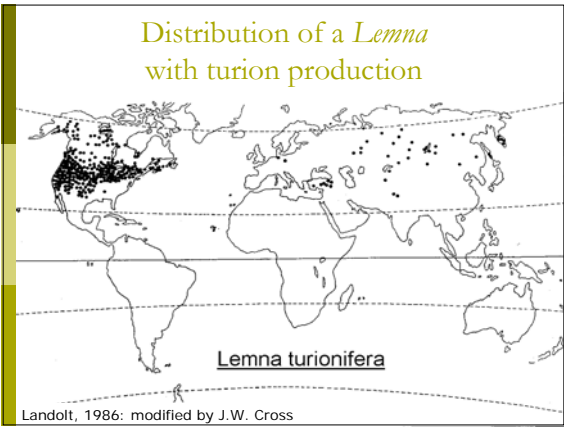 Distribution of a Lemna
with turion production
Lemna turionifera
Landolt, 1986: modified by J.W. Cross